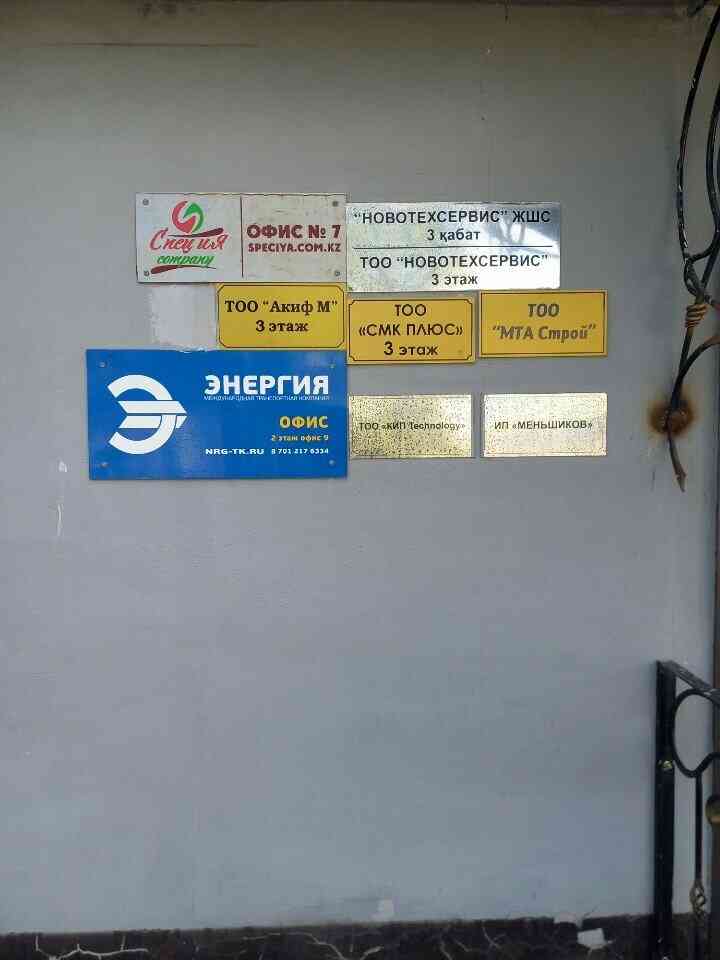 Специя
company
ОФИС № 7
SPECIYA.COM.KZ
"НОВОТЕХСЕРВИС" ЖШС
3 қабат
ТОО "НОВОТЕХСЕРВИС"
3 этаж
ТОО "Акиф М"
3 этаж
ТОО
«СМК ПЛЮС»
3 этаж
ТОО
"МТА Строй"
ЭНЕРГИЯ
МЕЖДУНАРОДНАЯ ТРАНСПОРТНАЯ КОМПАНИЯ
ОФИС
2 этаж офис 9
NRG-TK.RU 8 701 217 6334
ТОО «КИП Technology»
ИП «МЕНЬШИКОВ»